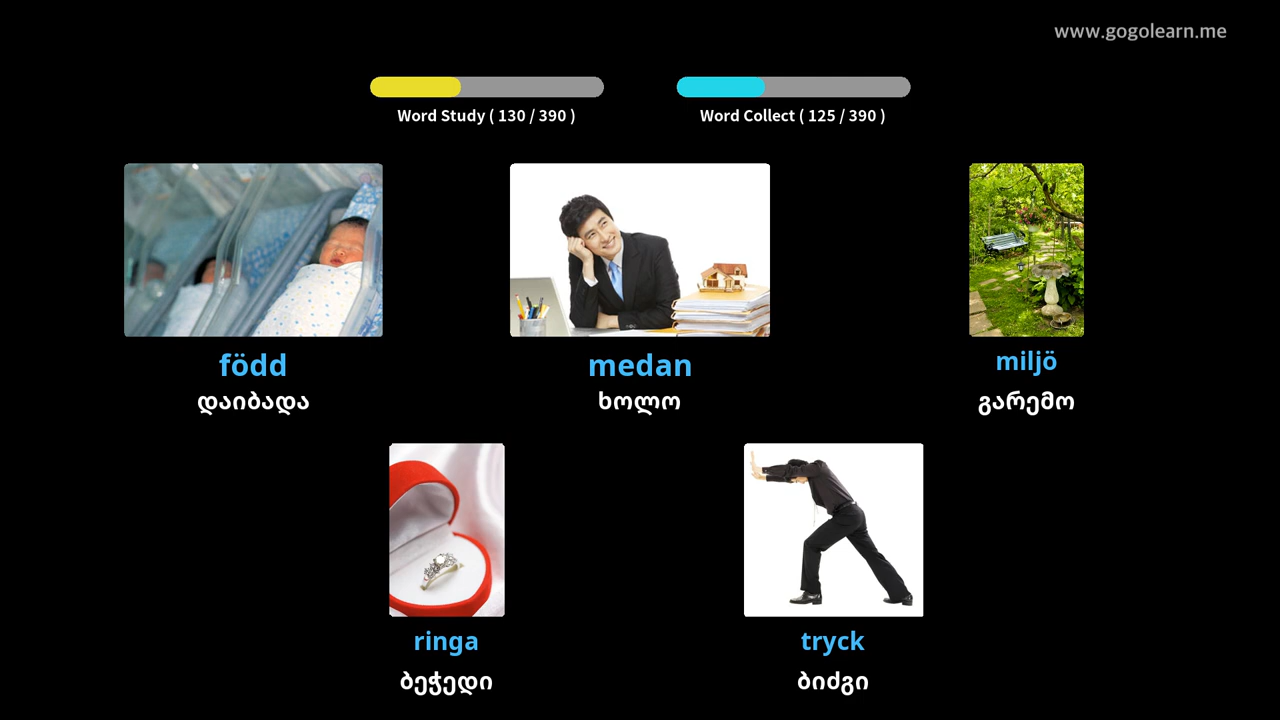 www.gogolearn.me
Word Study ( 130 / 390 )
Word Collect ( 125 / 390 )
född
დაიბადა
medan
ხოლო
miljö
გარემო
ringa
ბეჭედი
tryck
ბიძგი